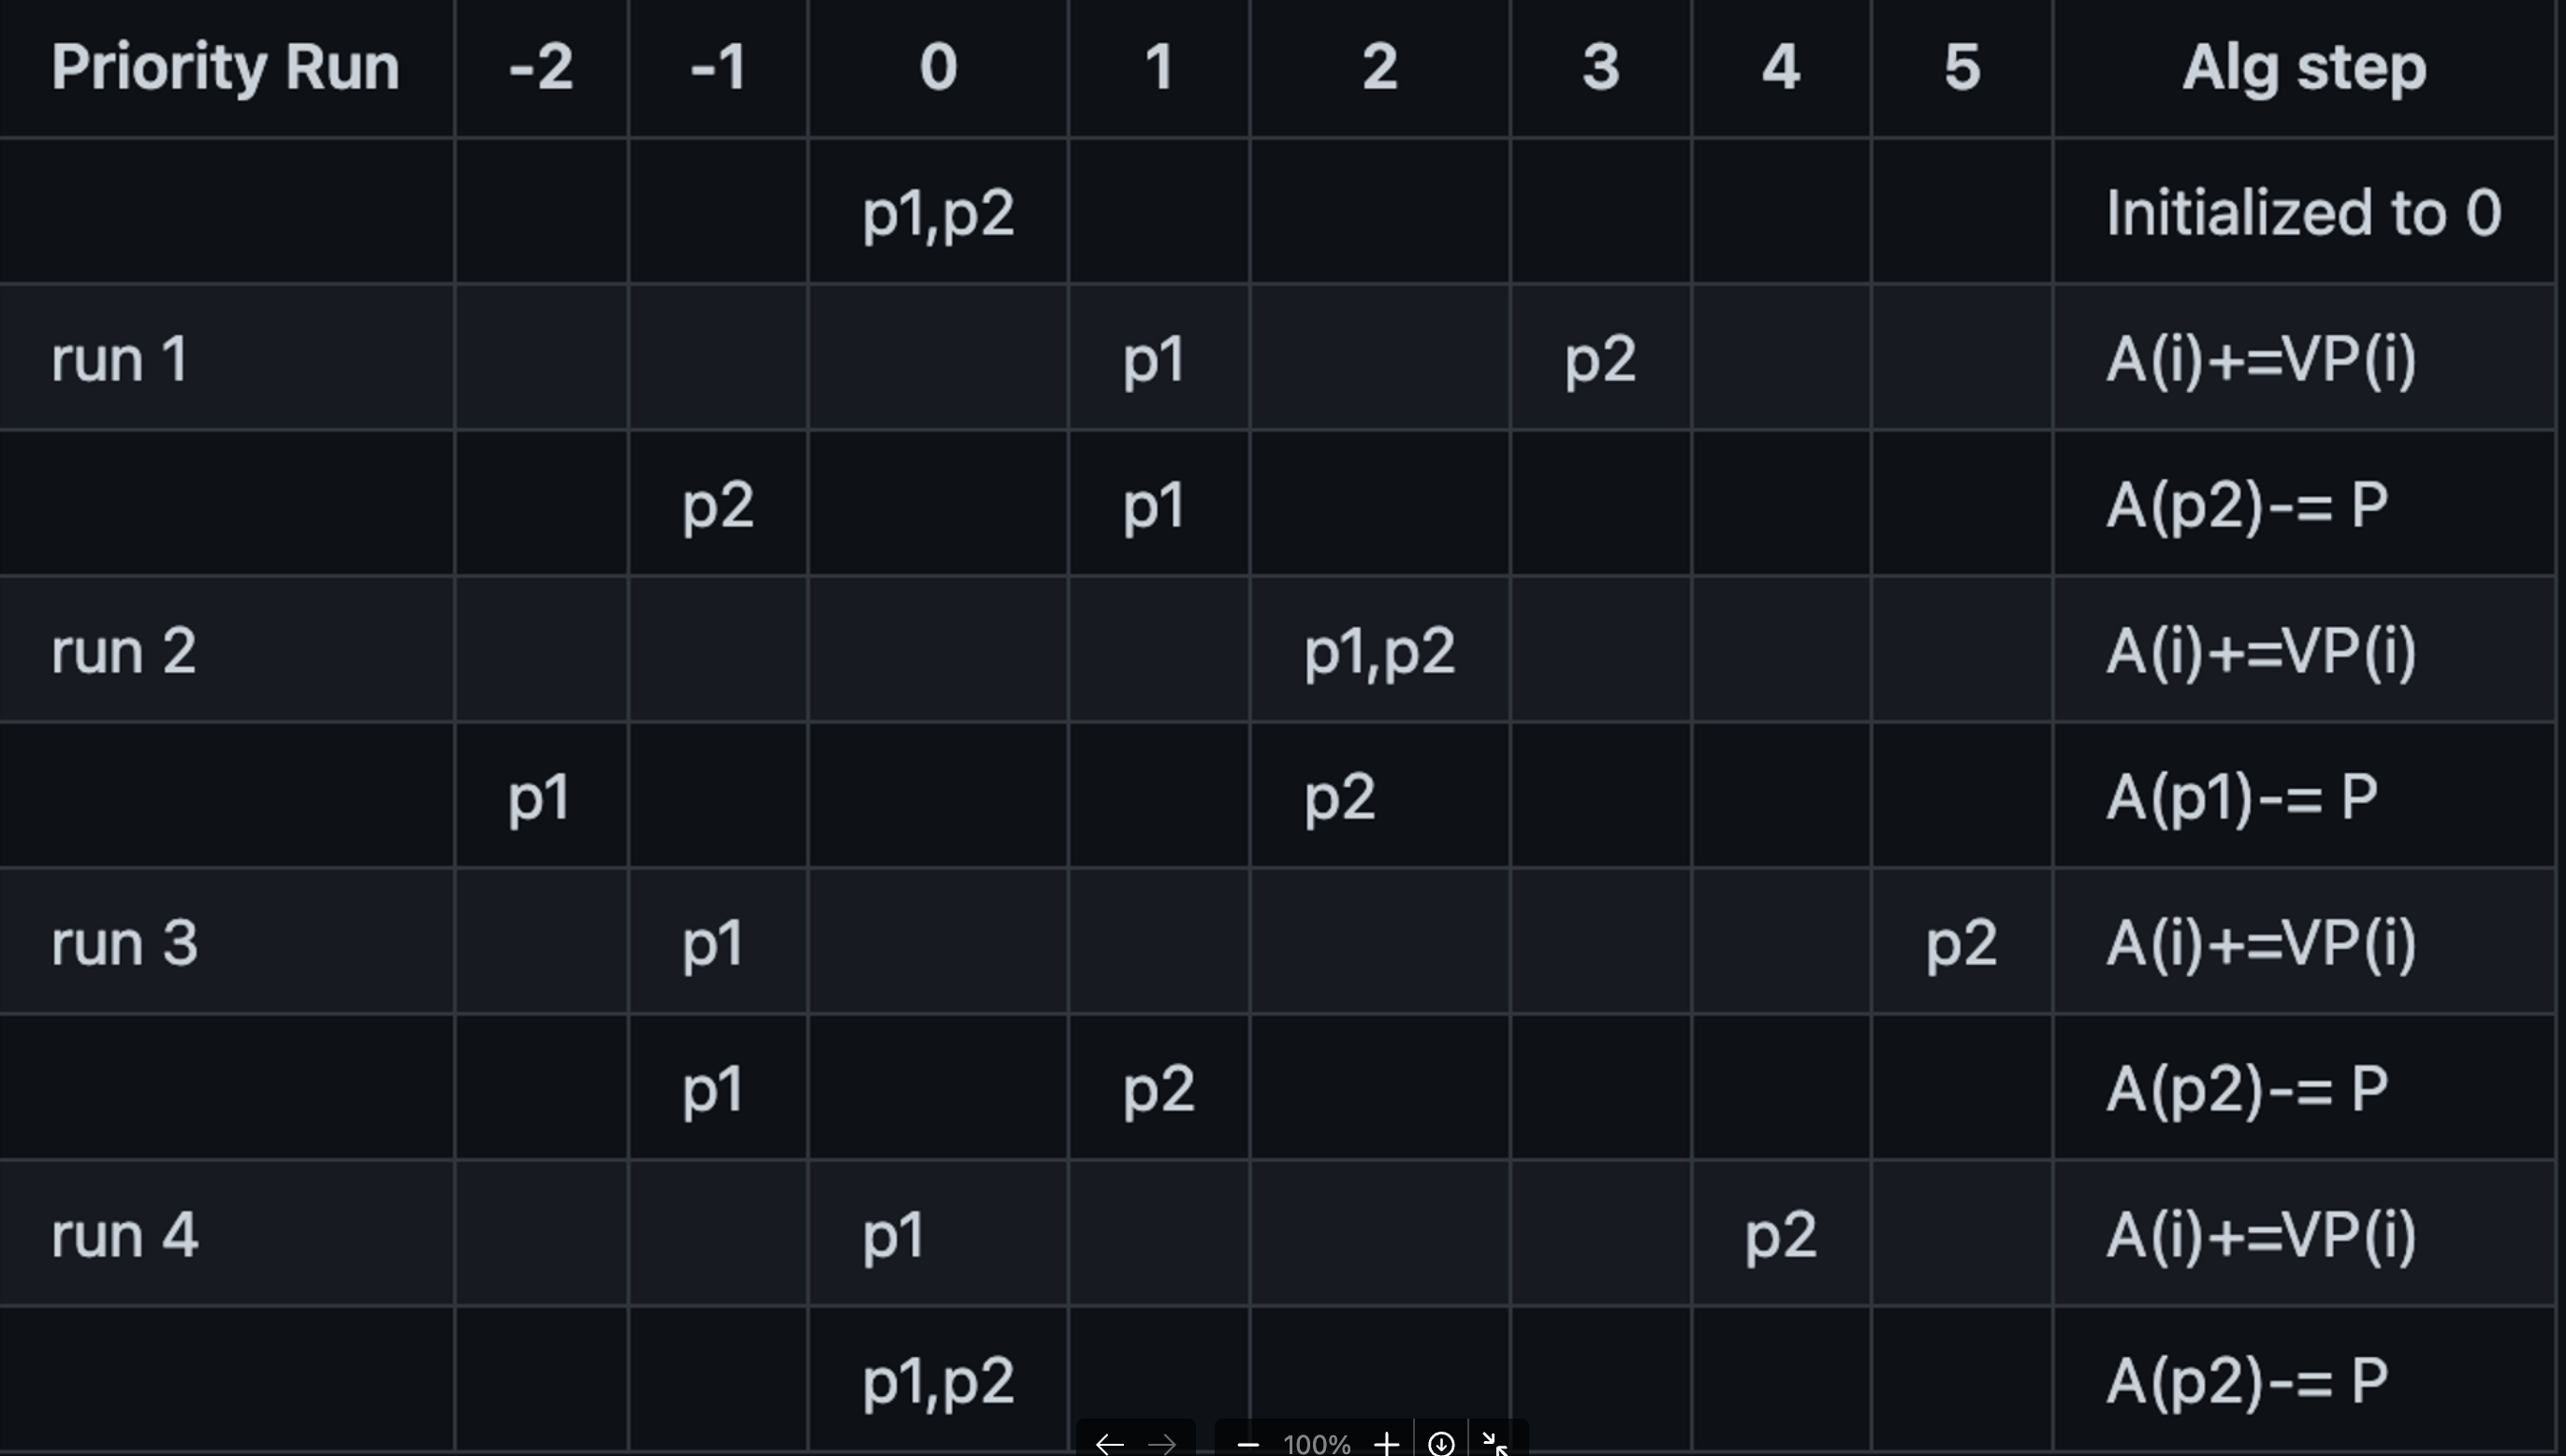 Priority Run -2 -1 0 1 2 3 4 5 Alg step
p1,p2 Initialized to 0
run 1 p1 p2 A(i)+=VP(i)
p2 p1 A(p2)-= P
run 2 p1,p2 A(i)+=VP(i)
p1 p2 A(p1)-= P
run 3 p1 p2 A(i)+=VP(i)
p1 p2 A(p2)-= P
run 4 p1 p2 A(i)+=VP(i)
p1,p2 A(p2)-= P
100%